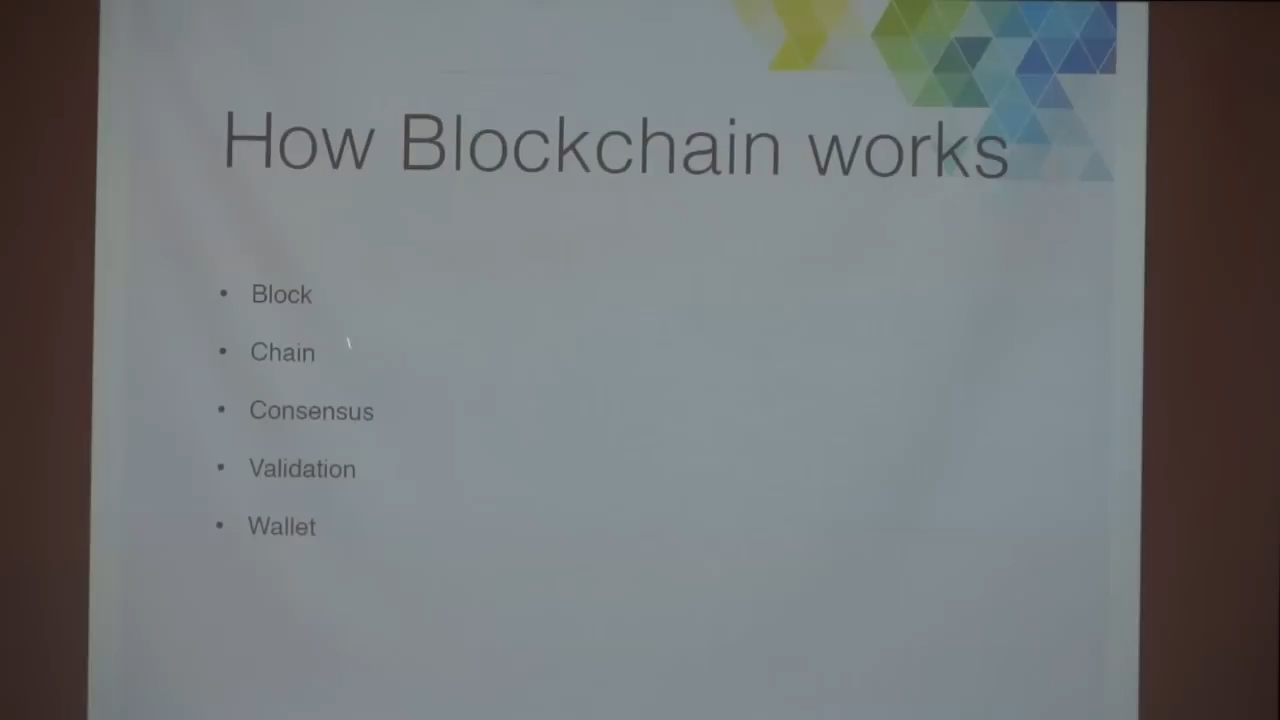 How Blockchain works
• Block
• Chain
• Consensus
• Validation
• Wallet